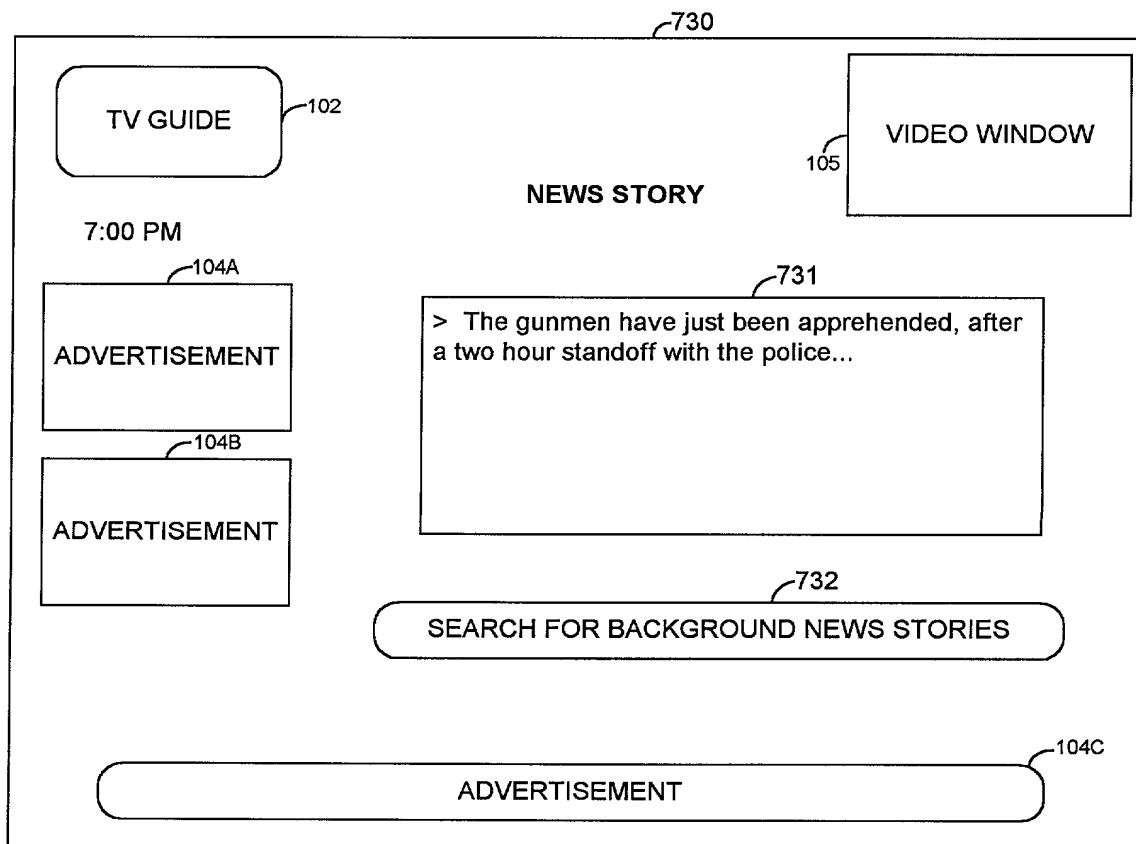 730
TV GUIDE
102
VIDEO WINDOW
105
NEWS STORY
7:00 PM
104A
ADVERTISEMENT
731
> The gunmen have just been apprehended, after
a two hour standoff with the police...
104B
ADVERTISEMENT
732
SEARCH FOR BACKGROUND NEWS STORIES
104C
ADVERTISEMENT